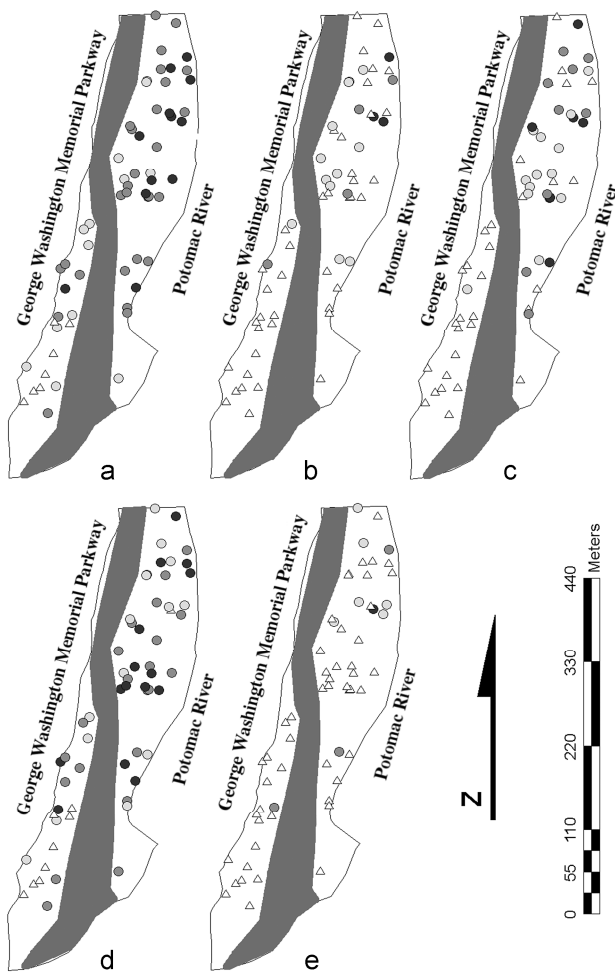 George Washington Memorial Parkway
Potomac River
a
George Washington Memorial Parkway
Potomac River
b
George Washington Memorial Parkway
Potomac River
c
George Washington Memorial Parkway
Potomac River
d
George Washington Memorial Parkway
Potomac River
e
N
0 55 110 220 330 440
Meters